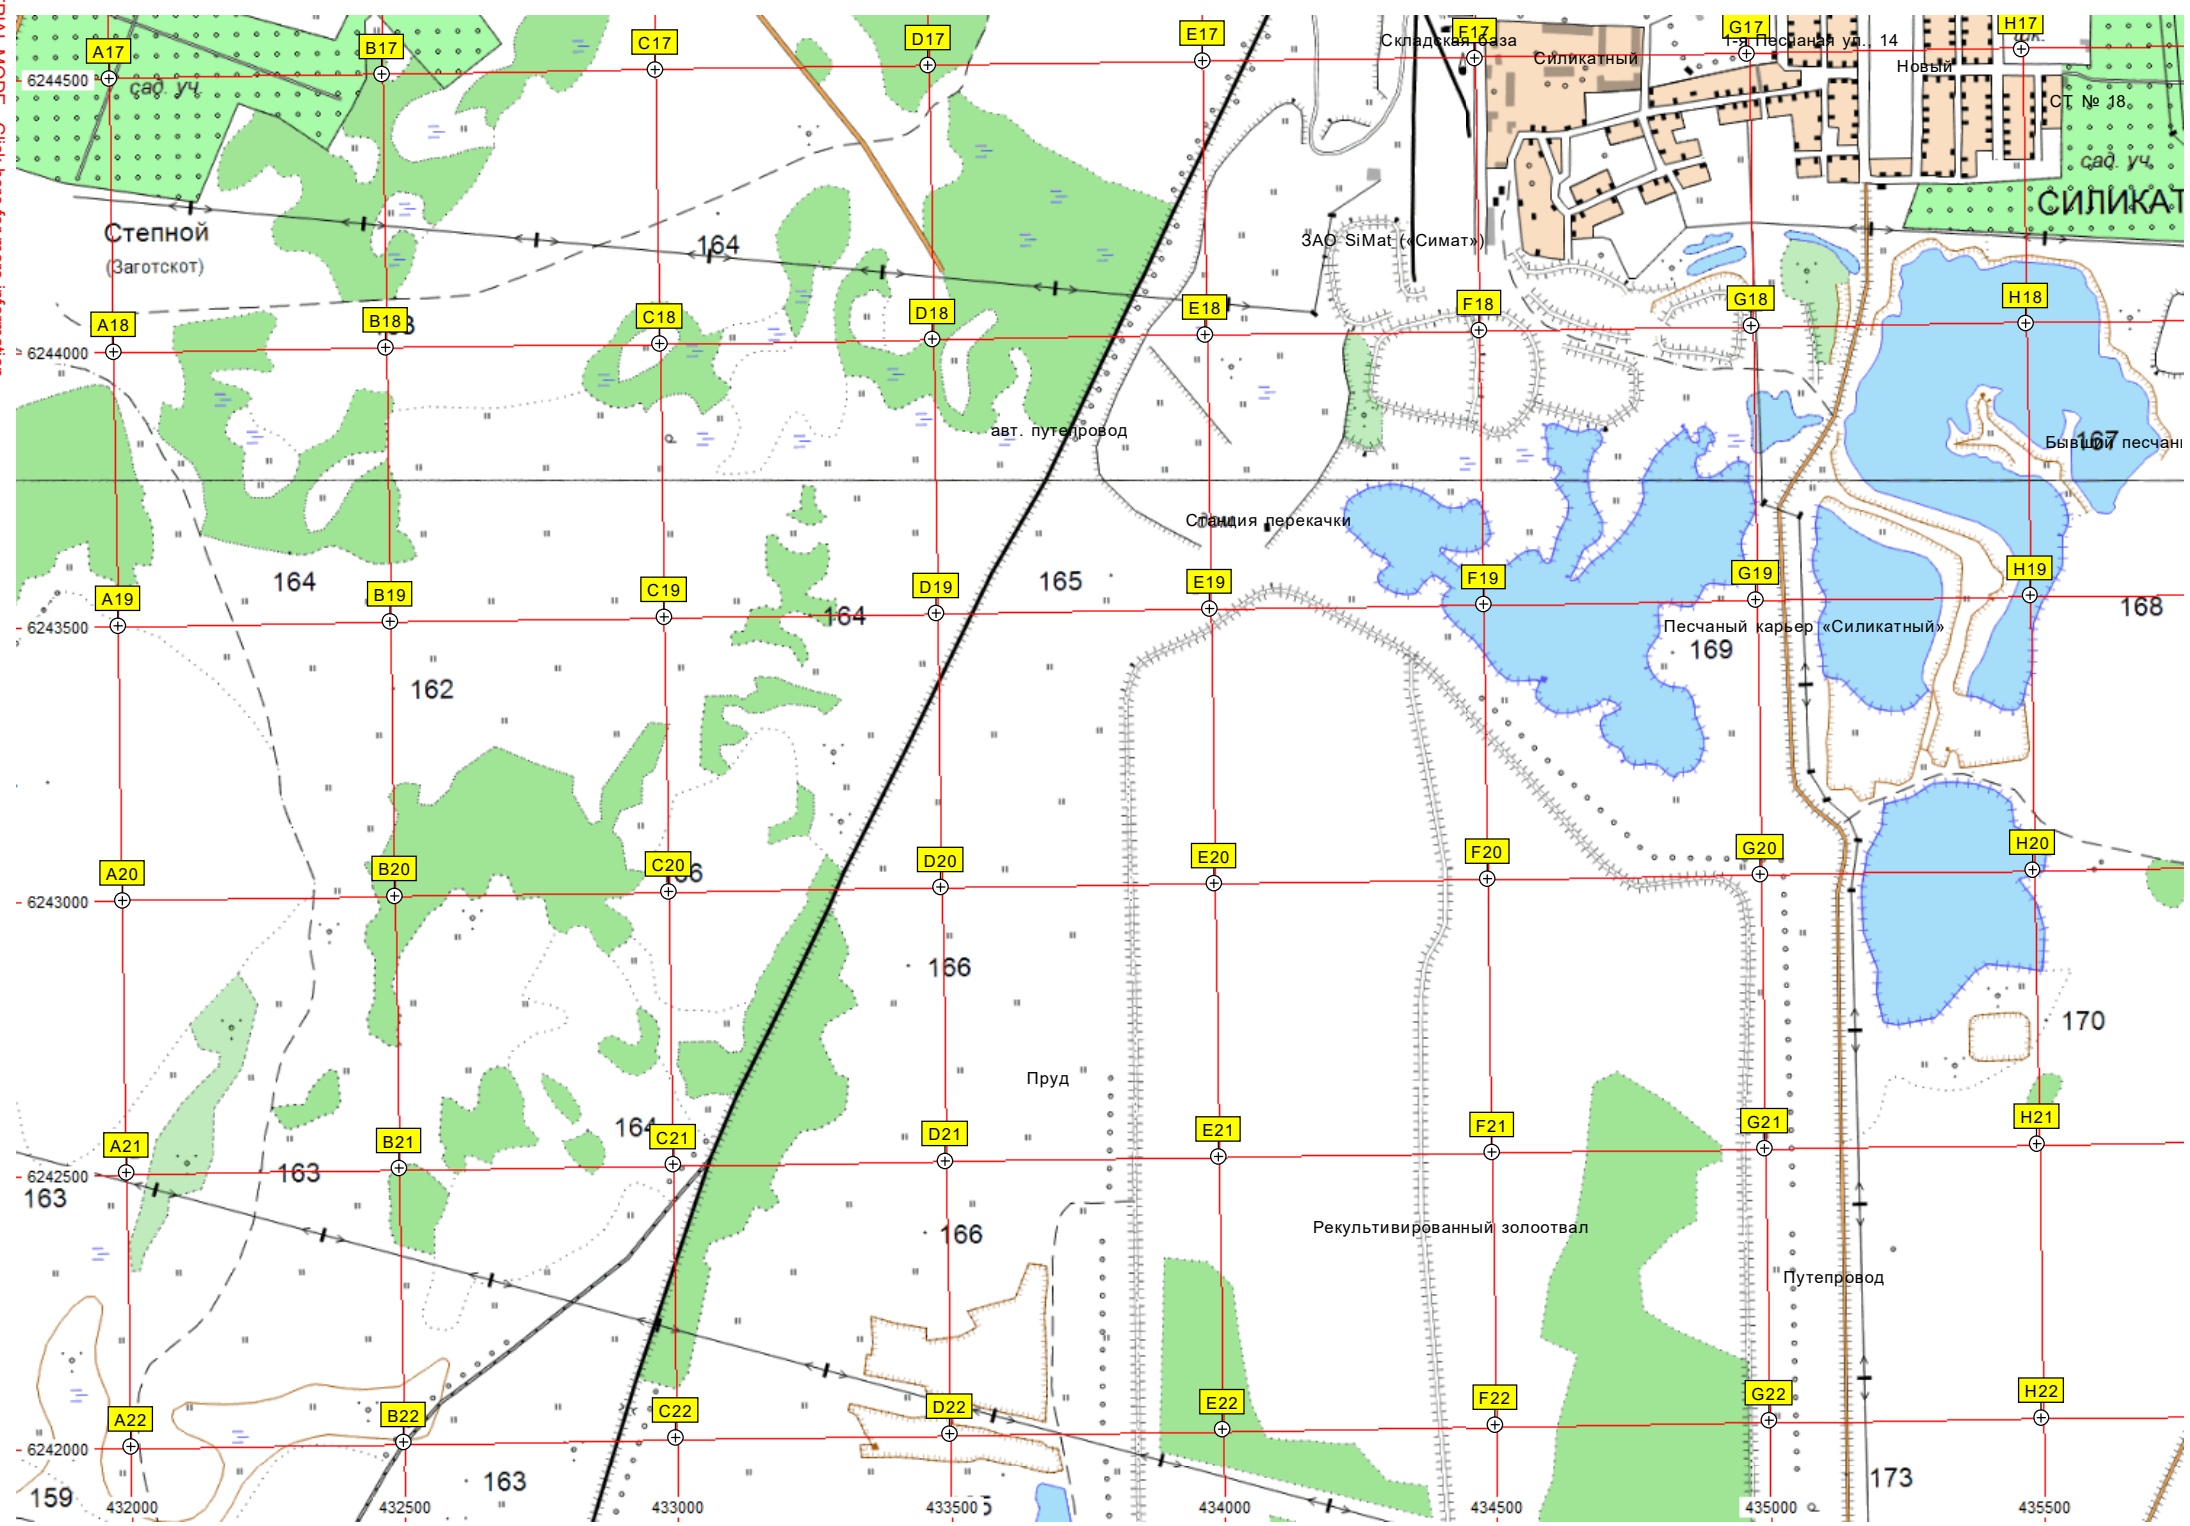 A17
B17
C17
D17
E17
F17
G17
H17
Складская база
1-я Песчаная ул., 14
Силикатный
Новый
6244500
сад. уч.
СТ № 18
сад. уч.
СИЛИКАТ
Степной
(Заготскот)
164
ЗАО SiMat («Симат»)
A18
B18
C18
D18
E18
F18
G18
H18
6244000
авт. путепровод
167
Бывший песчан
Станция перекачки
164
165
A19
B19
C19
D19
E19
F19
G19
H19
168
6243500
164
Песчаный карьер «Силикатный»
169
162
A20
B20
C20
D20
E20
F20
G20
H20
6243000
166
170
Пруд
164
A21
B21
C21
D21
E21
F21
G21
H21
6242500
163
163
166
Рекультивированный золоотвал
Путепровод
A22
B22
C22
D22
E22
F22
G22
H22
6242000
159
163
173
432000
432500
433000
433500
434000
434500
435000
435500